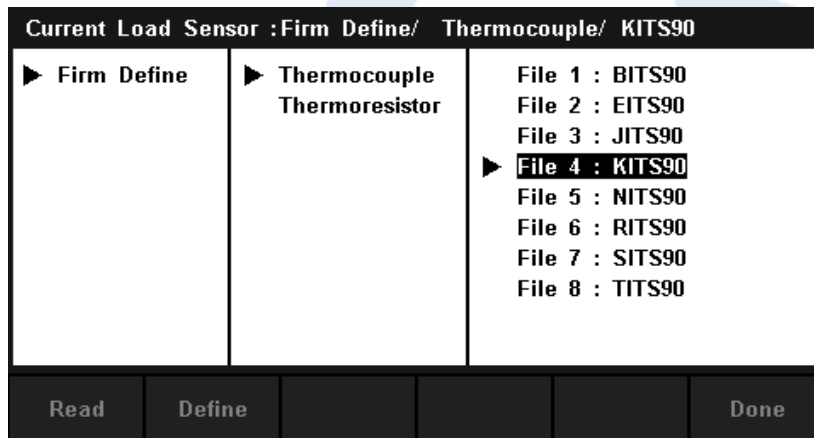 Current Load Sensor :Firm Define/ Thermocouple/ KITS90
Firm Define
Thermocouple
Thermoresistor
File 1 : BITS90
File 2 : EITS90
File 3 : JITS90
File 4 : KITS90
File 5 : NITS90
File 6 : RITS90
File 7 : SITS90
File 8 : TITS90
Read Define Done